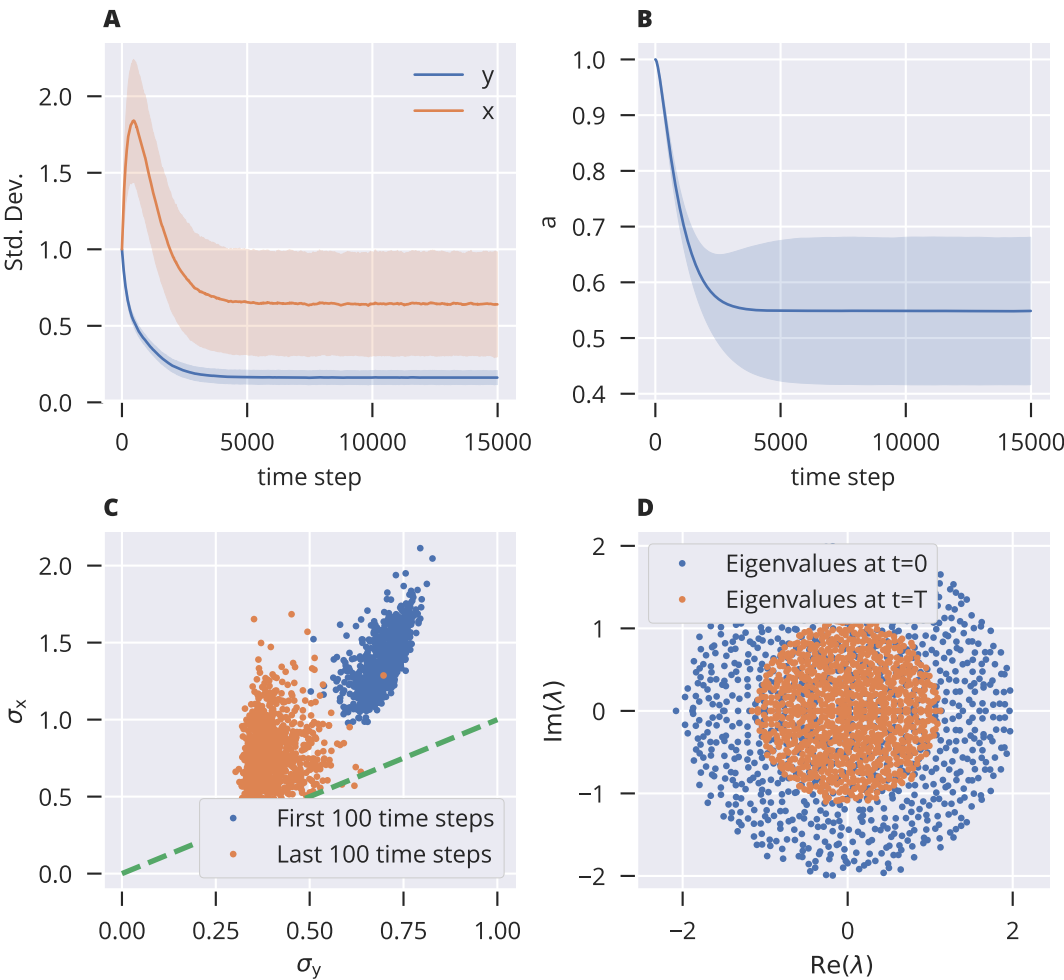 A
Std. Dev.
2.0
1.5
1.0
0.5
0.0
y
x
0 5000 10000 15000
time step
B
a
1.0
0.9
0.8
0.7
0.6
0.5
0.4
0 5000 10000 15000
time step
C
σx
2.0
1.5
1.0
0.5
0.0
First 100 time steps
Last 100 time steps
0.00 0.25 0.50 0.75 1.00
σy
D
Im(λ)
2
1
0
−1
−2
Eigenvalues at t=0
Eigenvalues at t=T
−2 0 2
Re(λ)